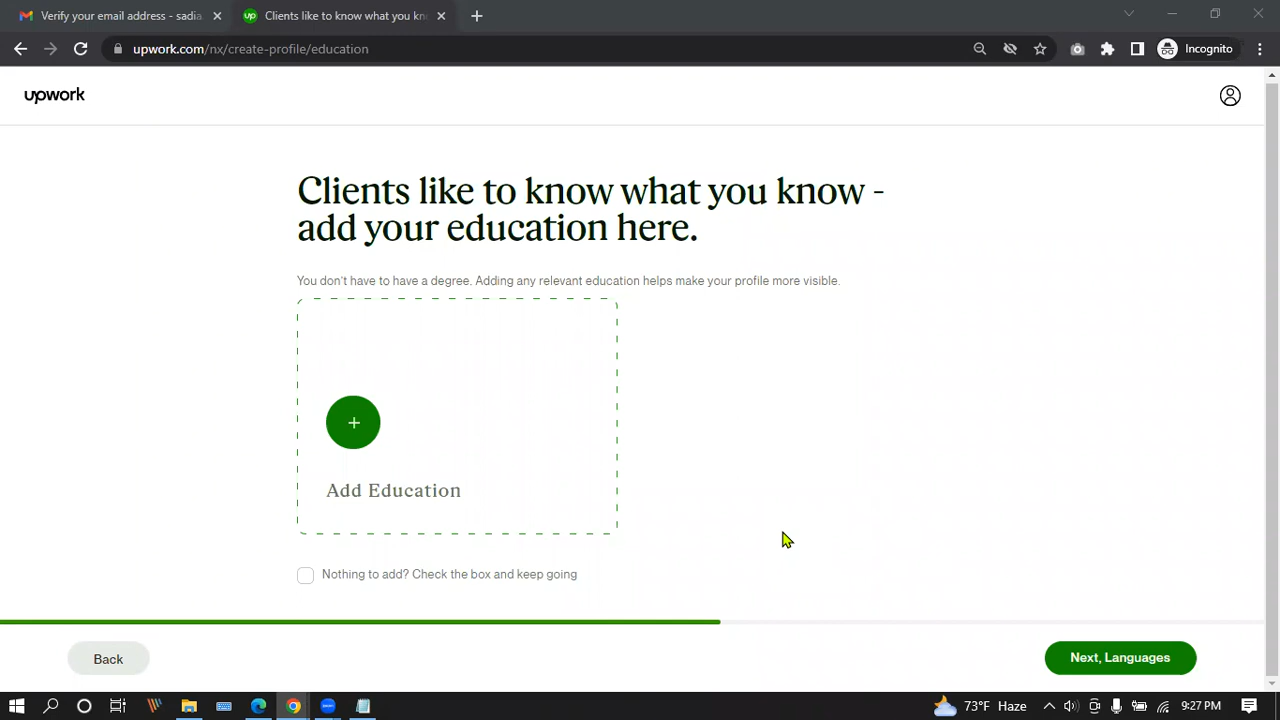 Verify your email address - sadia
Clients like to know what you kn
upwork.com/nx/create-profile/education
Incognito
upwork
Clients like to know what you know -
add your education here.
You don't have to have a degree. Adding any relevant education helps make your profile more visible.
+
Add Education
Nothing to add? Check the box and keep going
Back
Next, Languages
73°F Haze
9:27 PM